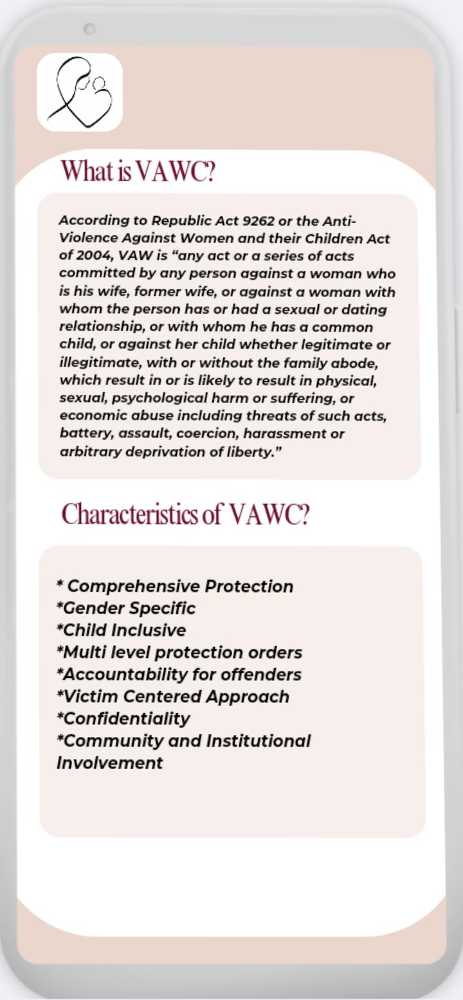 What is VAWC?
According to Republic Act 9262 or the Anti-
Violence Against Women and their Children Act
of 2004, VAW is “any act or a series of acts
committed by any person against a woman who
is his wife, former wife, or against a woman with
whom the person has or had a sexual or dating
relationship, or with whom he has a common
child, or against her child whether legitimate or
illegitimate, with or without the family abode,
which result in or is likely to result in physical,
sexual, psychological harm or suffering, or
economic abuse including threats of such acts,
battery, assault, coercion, harassment or
arbitrary deprivation of liberty.”
Characteristics of VAWC?
* Comprehensive Protection
*Gender Specific
*Child Inclusive
*Multi level protection orders
*Accountability for offenders
*Victim Centered Approach
*Confidentiality
*Community and Institutional
Involvement